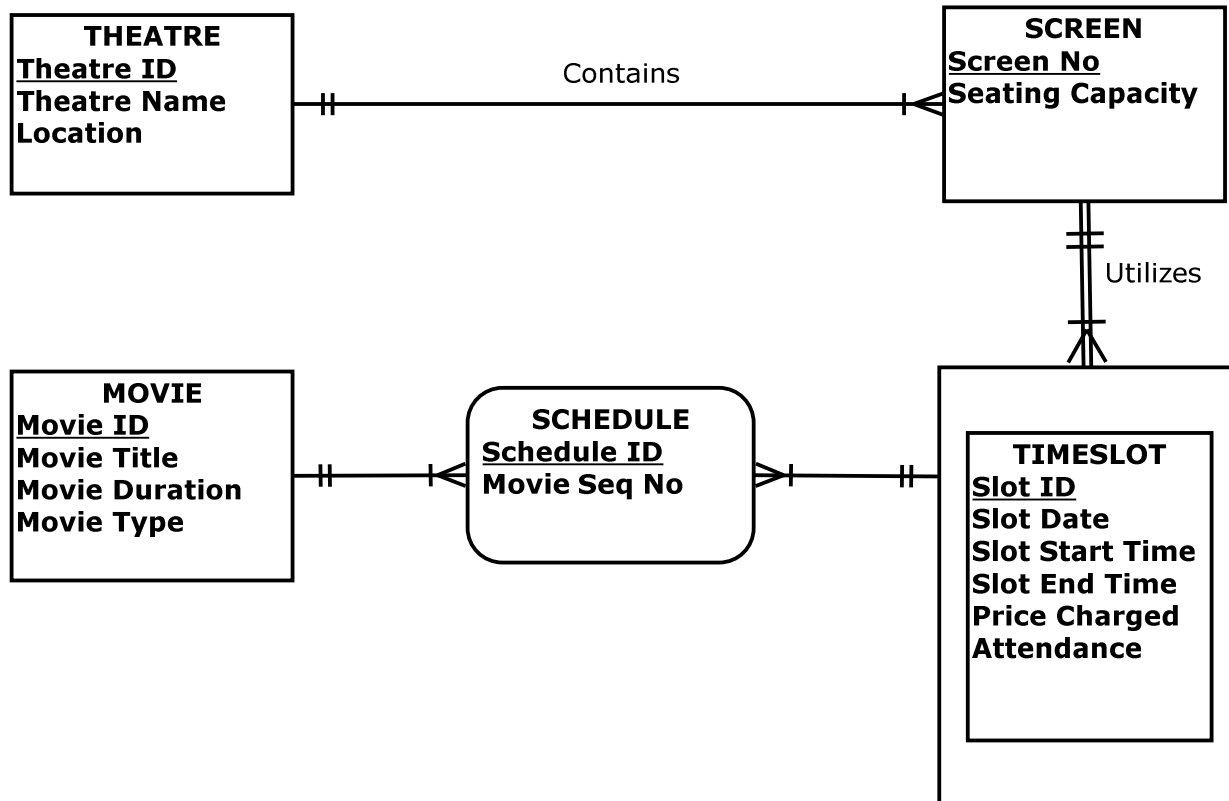 THEATRE
Theatre ID
Theatre Name
Location
Contains
SCREEN
Screen No
Seating Capacity
Utilizes
MOVIE
Movie ID
Movie Title
Movie Duration
Movie Type
SCHEDULE
Schedule ID
Movie Seq No
TIMESLOT
Slot ID
Slot Date
Slot Start Time
Slot End Time
Price Charged
Attendance